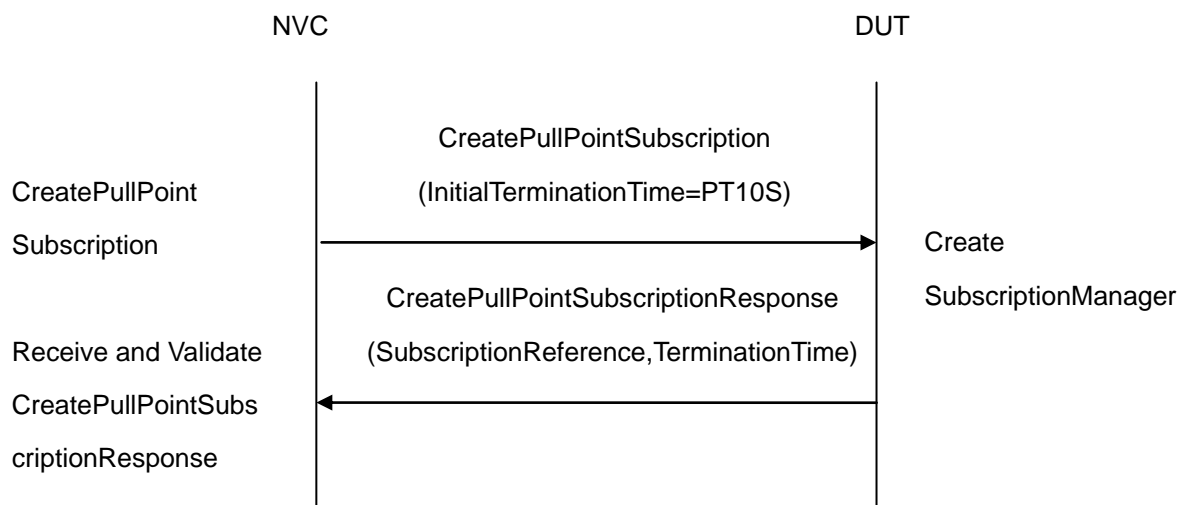 NVC
DUT
CreatePullPointSubscription
(InitialTerminationTime=PT10S)
CreatePullPoint
Subscription
Create
SubscriptionManager
CreatePullPointSubscriptionResponse
(SubscriptionReference,TerminationTime)
Receive and Validate
CreatePullPointSubs
criptionResponse